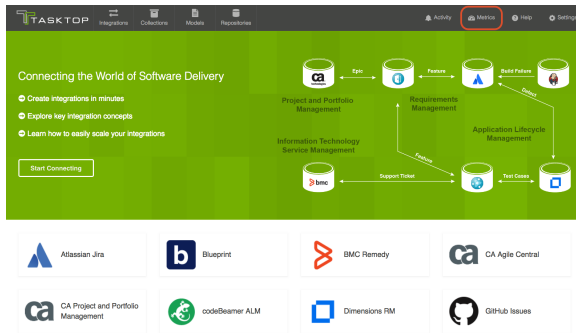 TASKTOP
Integrations
Collections
Models
Repositories
Activity
Metrics
Help
Settings
Connecting the World of Software Delivery
Create integrations in minutes
Explore key integration concepts
Learn how to easily scale your integrations
Start Connecting
ca
technologies
Epic
Feature
Build Failure
Defect
Project and Portfolio
Management
Requirements
Management
Application Lifecycle
Management
Information Technology
Service Management
Feature
bmc
Support Ticket
Test Cases
Atlassian Jira
b
Blueprint
BMC Remedy
ca
CA Agile Central
ca
CA Project and Portfolio
Management
codeBeamer ALM
Dimensions RM
GitHub Issues